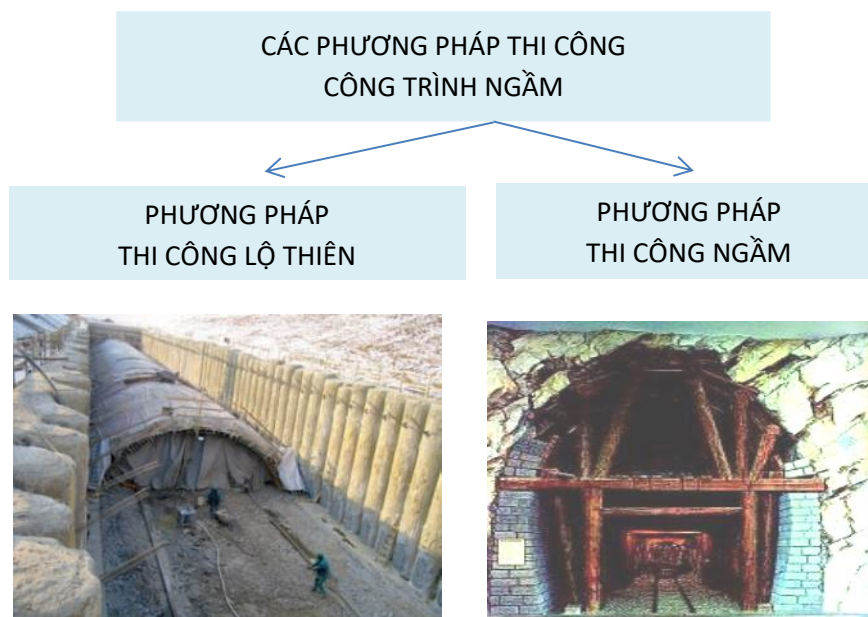 CÁC PHƯƠNG PHÁP THI CÔNG
CÔNG TRÌNH NGẦM
PHƯƠNG PHÁP
THI CÔNG LỘ THIÊN
PHƯƠNG PHÁP
THI CÔNG NGẦM